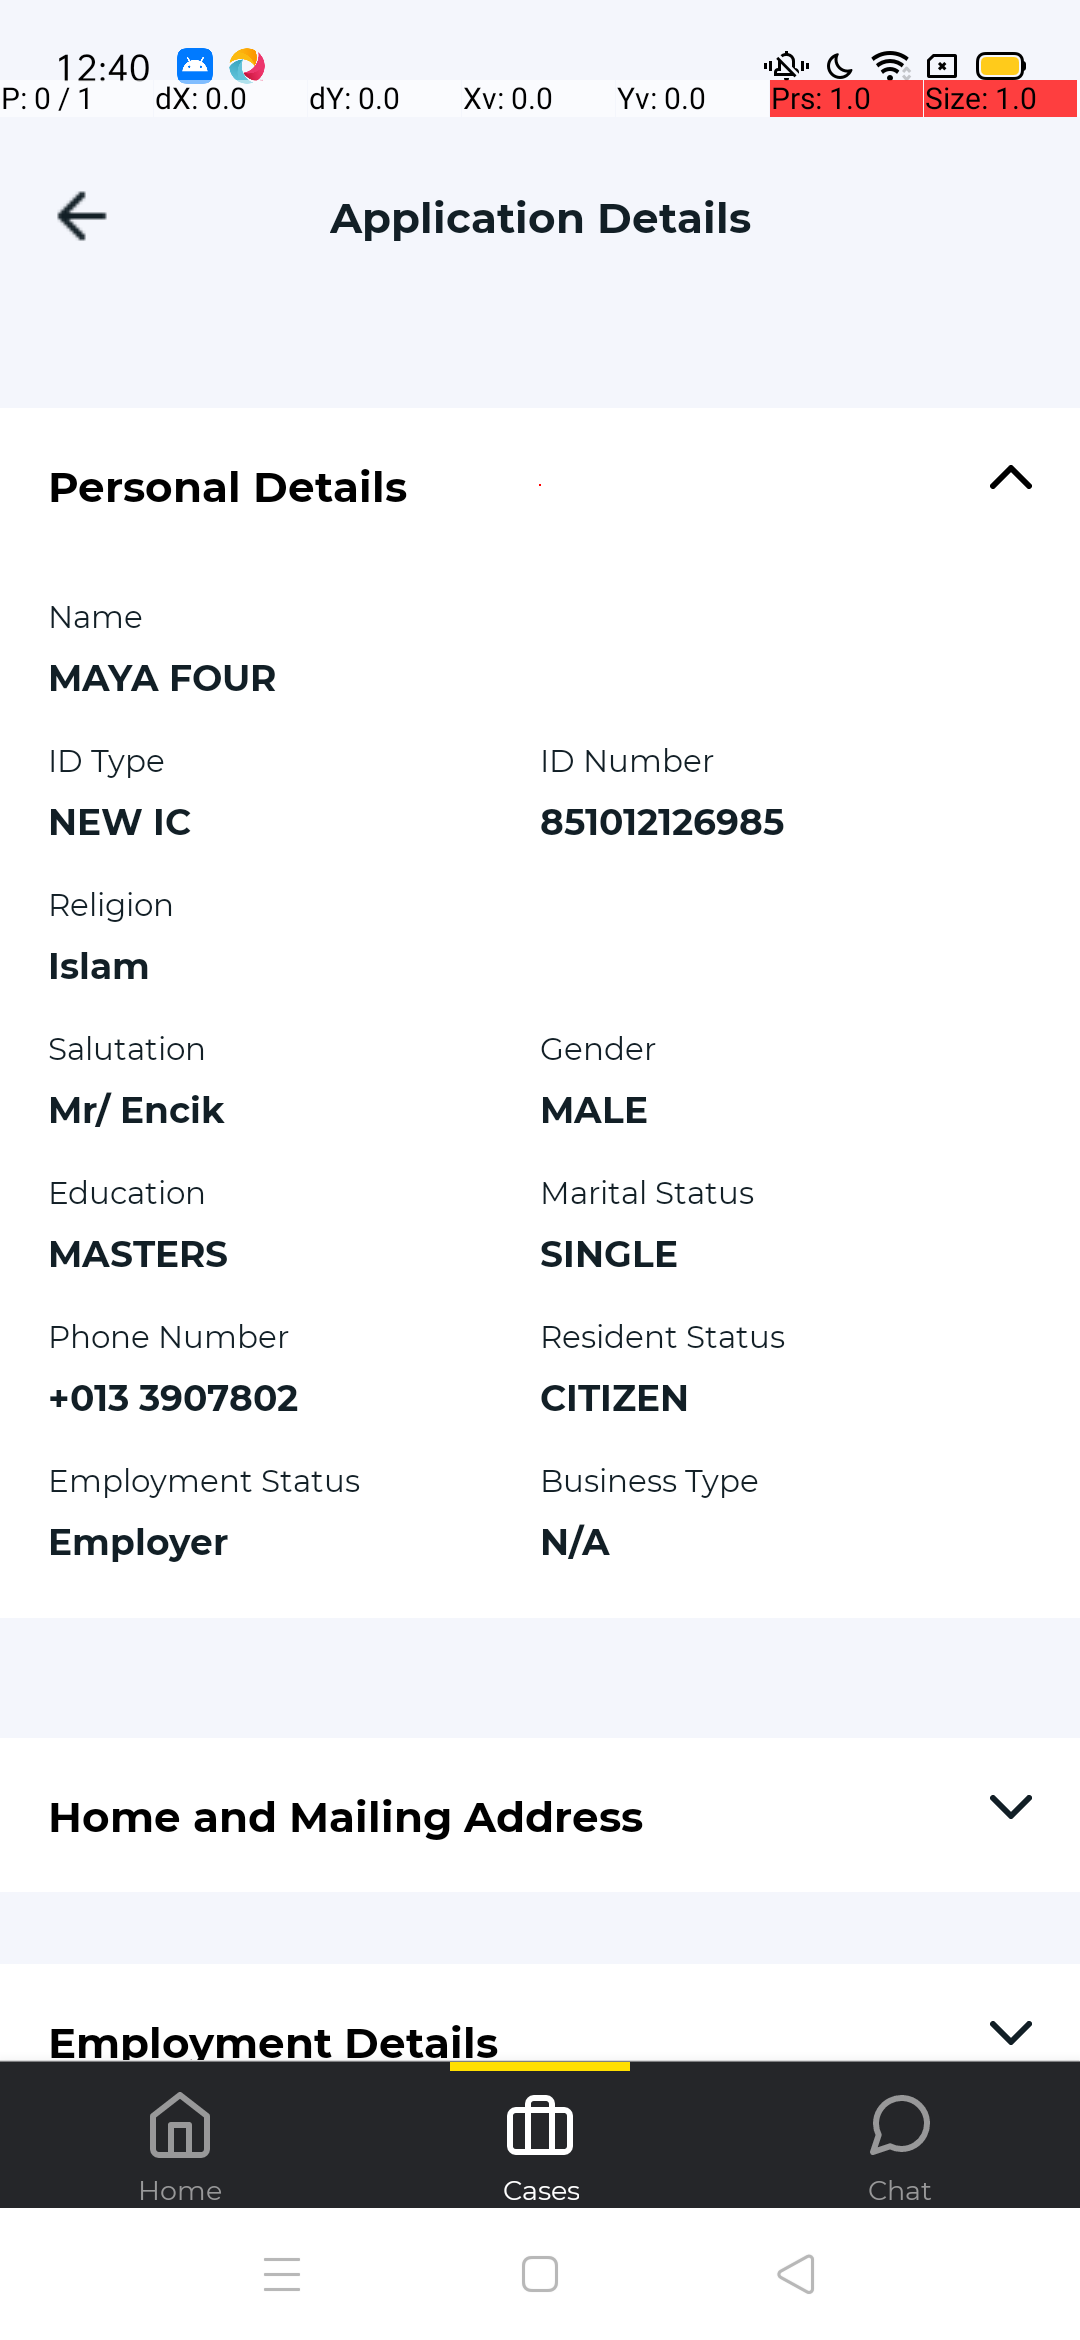 12:40
P: 0 / 1 dX: 0.0 dY: 0.0 Xv: 0.0 Yv: 0.0 Prs: 1.0 Size: 1.0
Application Details
Personal Details
Name
MAYA FOUR
ID Type ID Number
NEW IC 851012126985
Religion
Islam
Salutation Gender
Mr/ Encik MALE
Education Marital Status
MASTERS SINGLE
Phone Number Resident Status
+013 3907802 CITIZEN
Employment Status Business Type
Employer N/A
Home and Mailing Address
Employment Details
Home Cases Chat